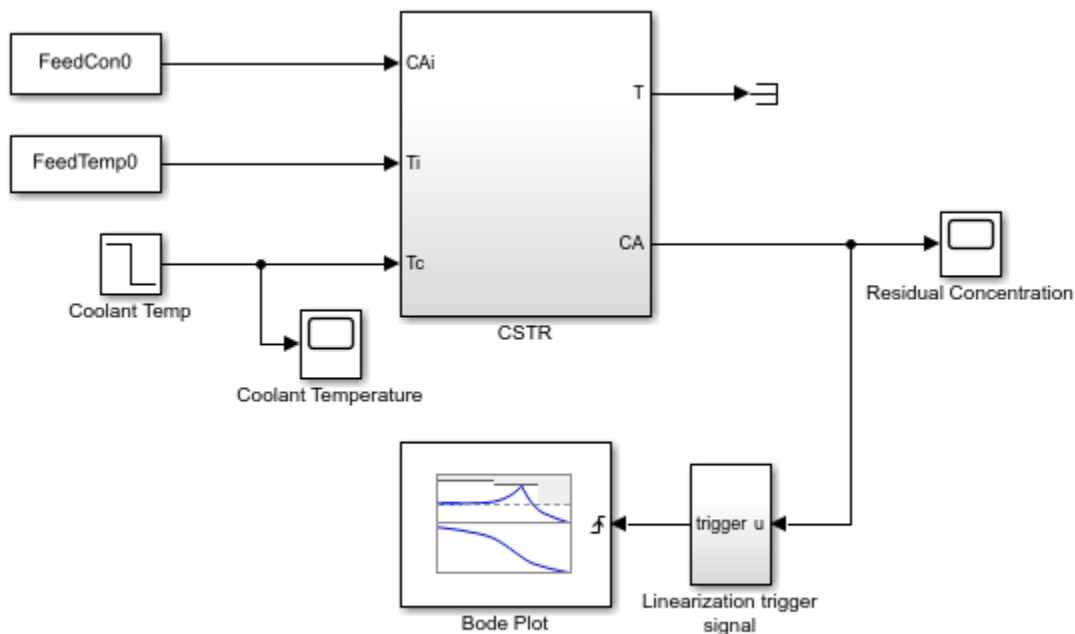 FeedCon0
CAi
T
FeedTemp0
Ti
CA
Tc
Coolant Temp
Residual Concentration
CSTR
Coolant Temperature
trigger u
Linearization trigger
signal
Bode Plot